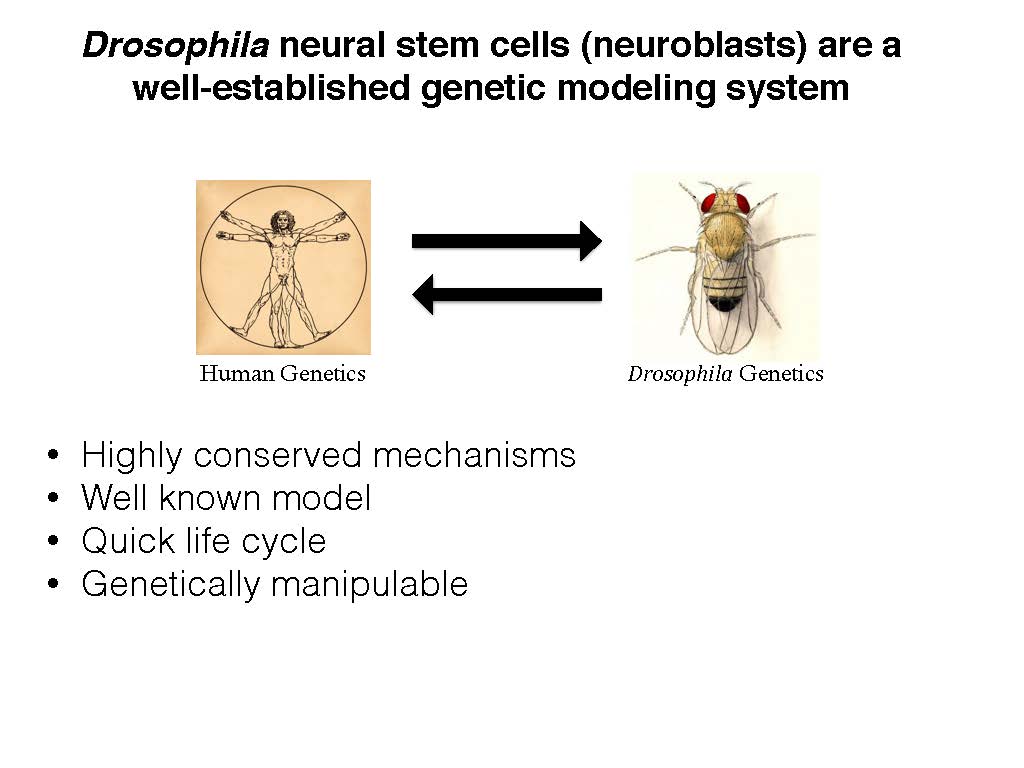 Drosophila neural stem cells (neuroblasts) are a
well-established genetic modeling system
Human Genetics
Drosophila Genetics
• Highly conserved mechanisms
• Well known model
• Quick life cycle
• Genetically manipulable